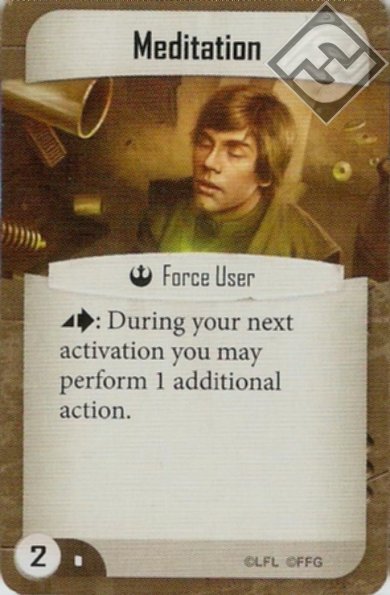 Meditation
Force User
: During your next
activation you may
perform 1 additional
action.
2
©LFL ©FFG